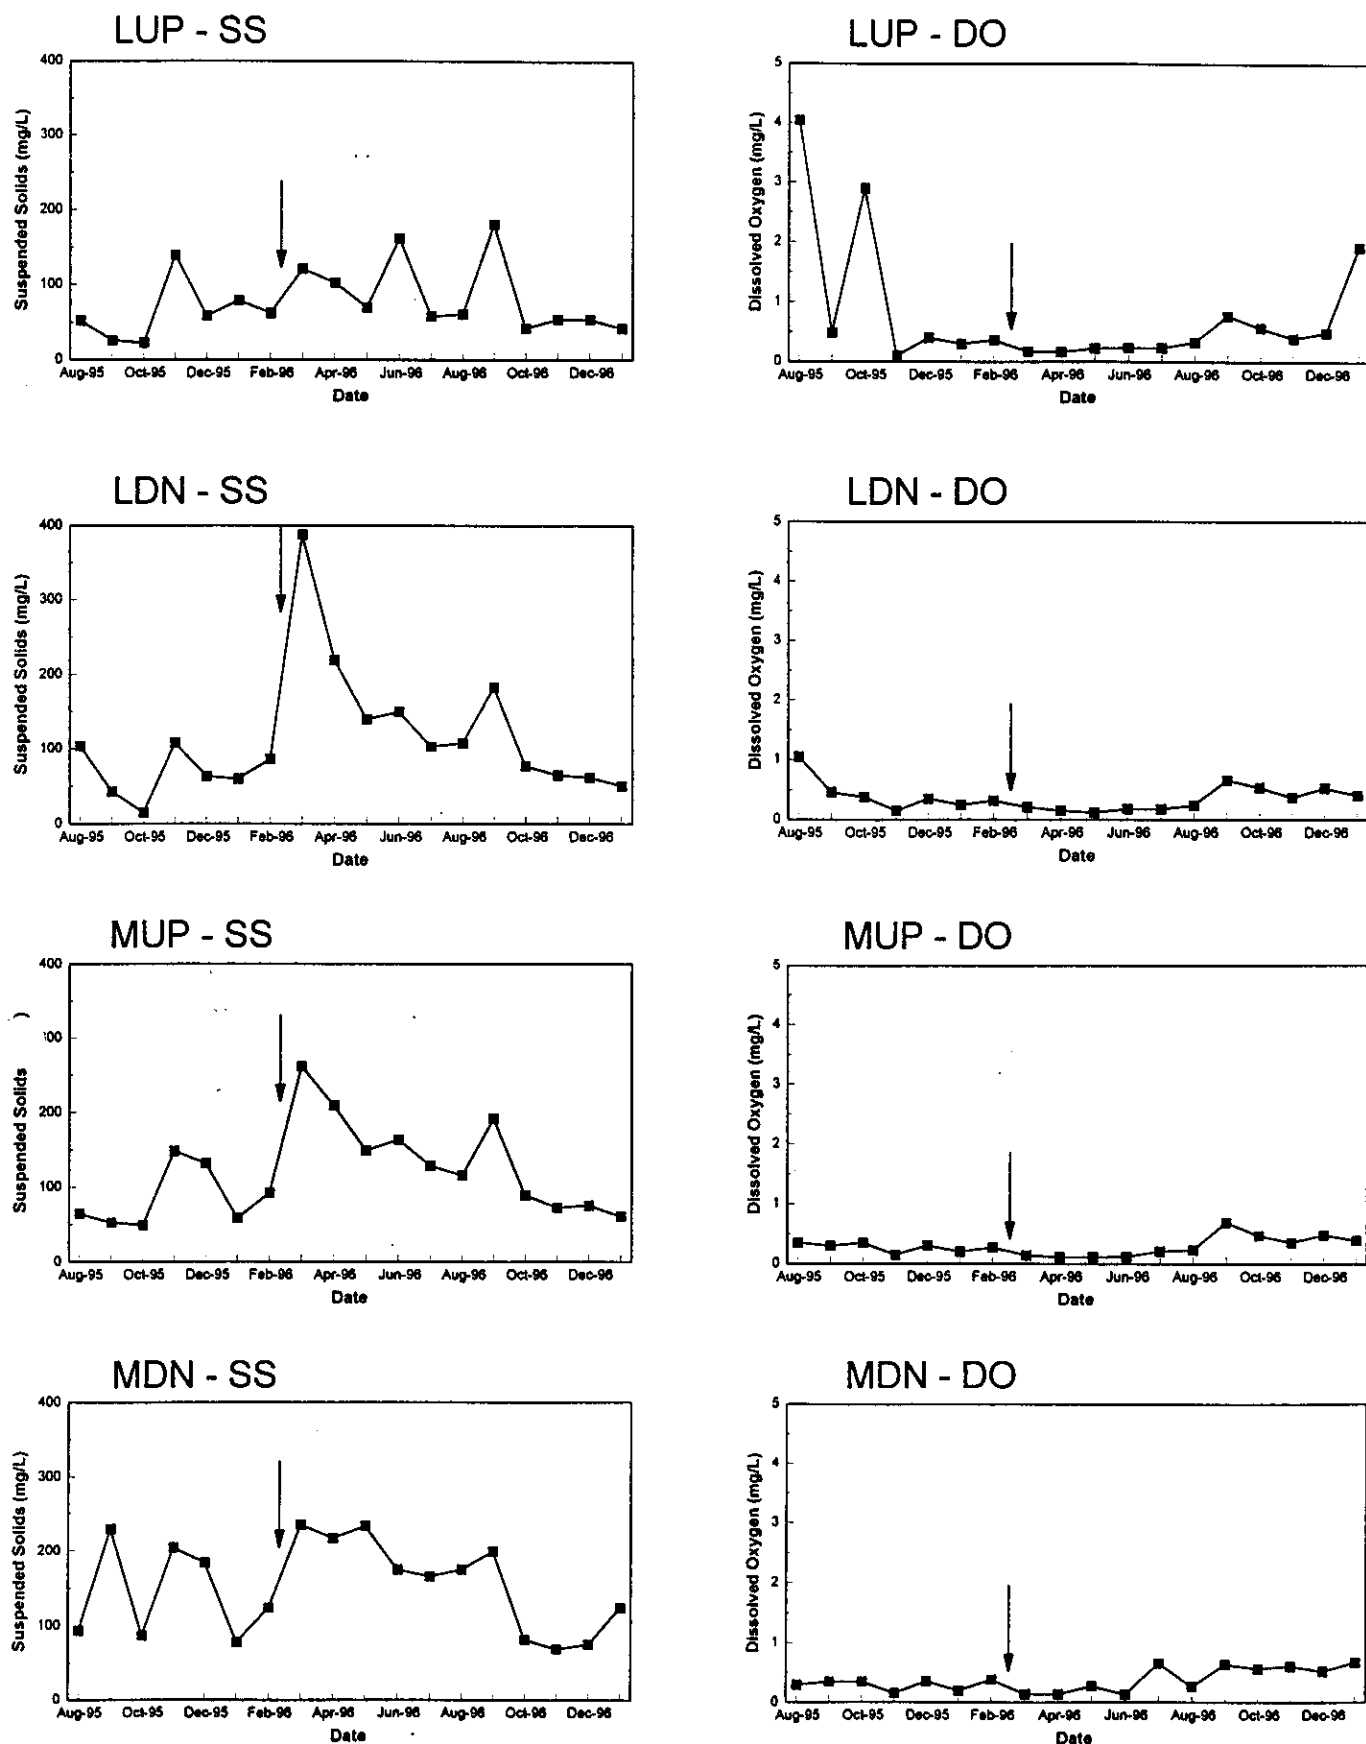 LUP - SS
400
300
200
100
0
Suspended Solids (mg/L)
Aug-95 Oct-95 Dec-95 Feb-96 Apr-96 Jun-96 Aug-96 Oct-96 Dec-96
Date
LUP - DO
5
4
3
2
1
0
Dissolved Oxygen (mg/L)
Aug-95 Oct-95 Dec-95 Feb-96 Apr-96 Jun-96 Aug-96 Oct-96 Dec-96
Date
LDN - SS
400
300
200
100
0
Suspended Solids (mg/L)
Aug-95 Oct-95 Dec-95 Feb-96 Apr-96 Jun-96 Aug-96 Oct-96 Dec-96
Date
LDN - DO
5
4
3
2
1
0
Dissolved Oxygen (mg/L)
Aug-95 Oct-95 Dec-95 Feb-96 Apr-96 Jun-96 Aug-96 Oct-96 Dec-96
Date
MUP - SS
400
300
200
100
0
Suspended Solids )
Aug-95 Oct-95 Dec-95 Feb-96 Apr-96 Jun-96 Aug-96 Oct-96 Dec-96
Date
MUP - DO
5
4
3
2
1
0
Dissolved Oxygen (mg/L)
Aug-95 Oct-95 Dec-95 Feb-96 Apr-96 Jun-96 Aug-96 Oct-96 Dec-96
Date
MDN - SS
400
300
200
100
0
Suspended Solids (mg/L)
Aug-95 Oct-95 Dec-95 Feb-96 Apr-96 Jun-96 Aug-96 Oct-96 Dec-96
Date
MDN - DO
5
4
3
2
1
0
Dissolved Oxygen (mg/L)
Aug-95 Oct-95 Dec-95 Feb-96 Apr-96 Jun-96 Aug-96 Oct-96 Dec-96
Date